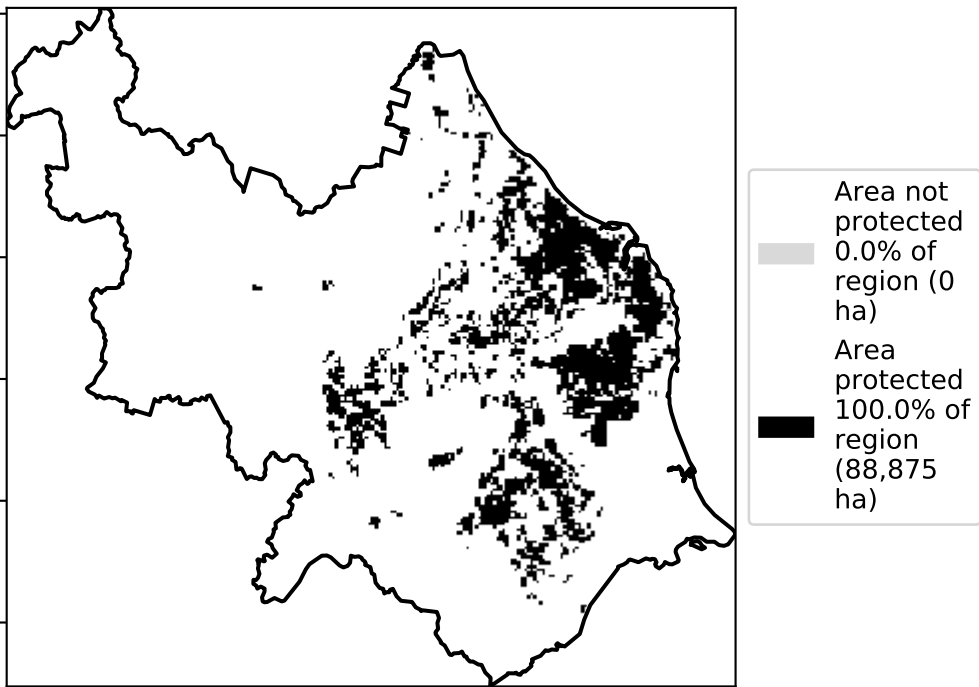 Area not
protected
0.0% of
region (0
ha)
Area
protected
100.0% of
region
(88,875
ha)